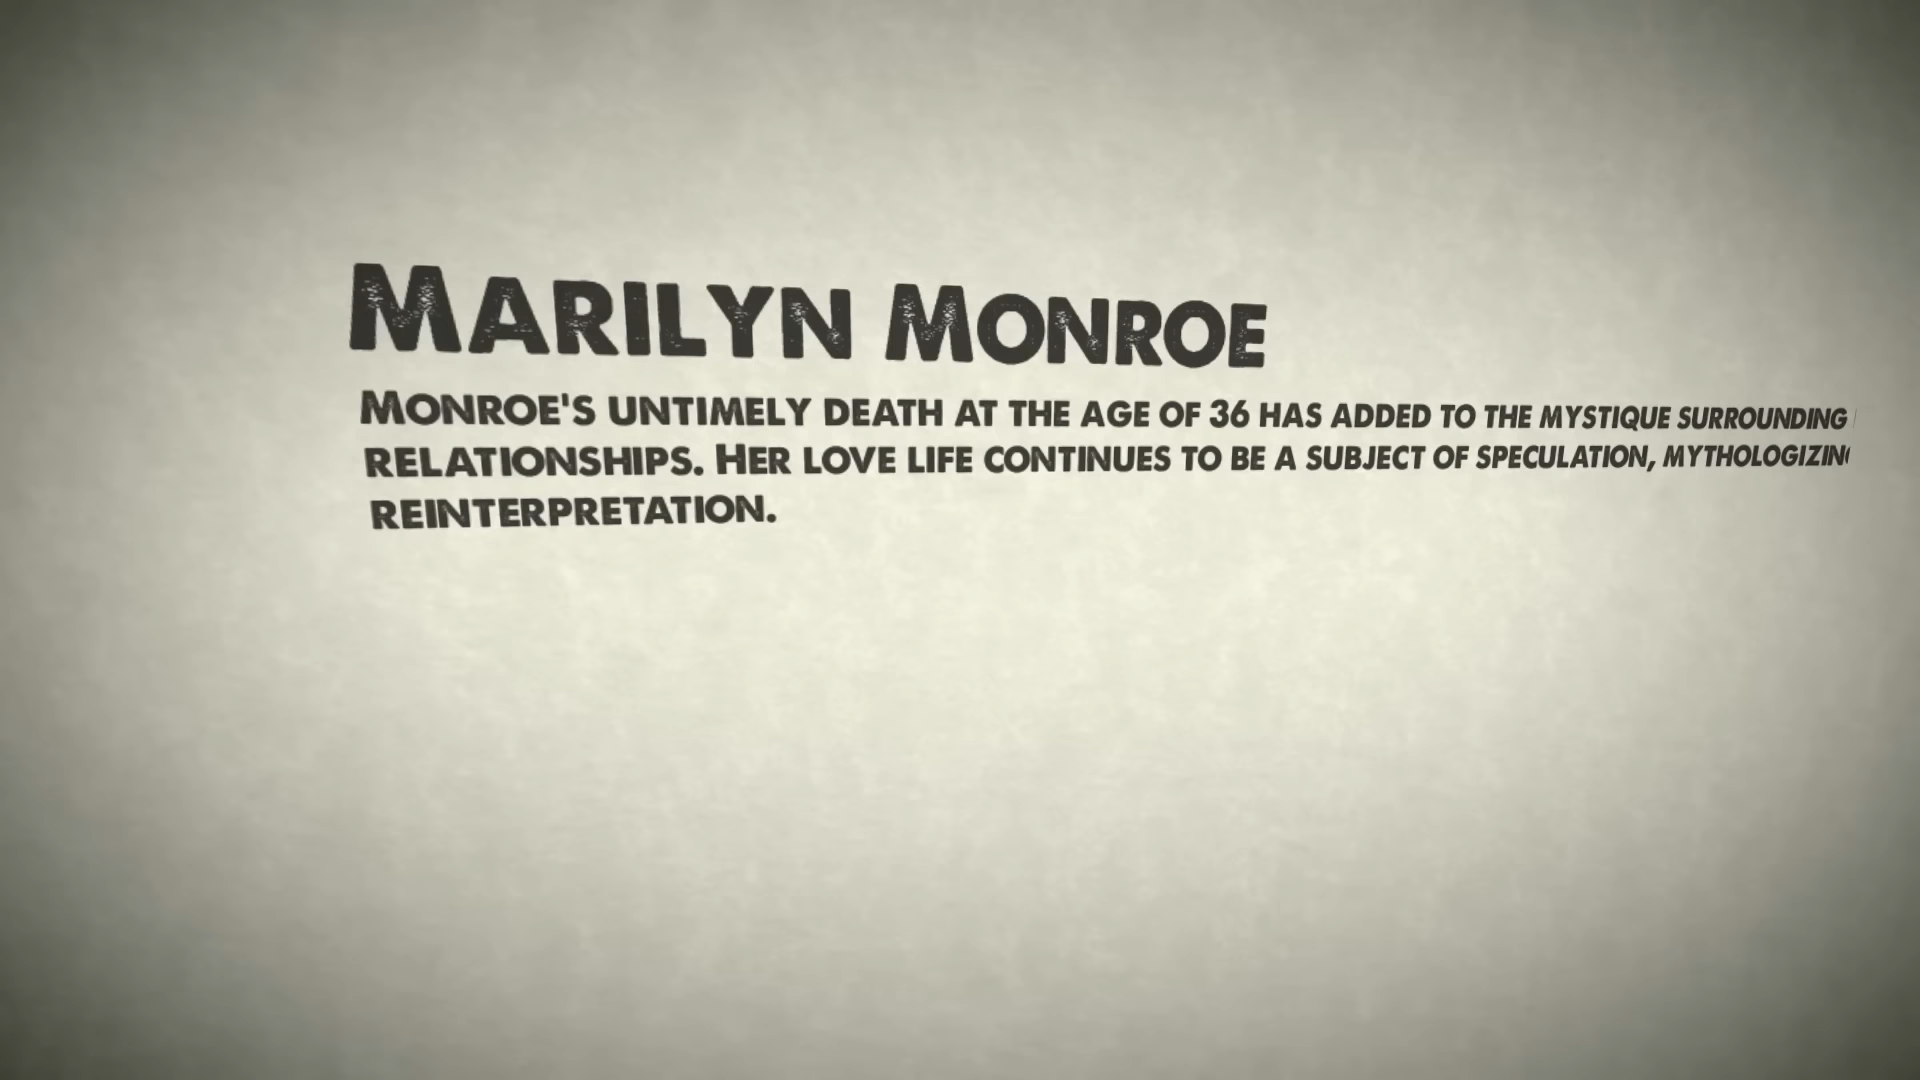 Marilyn Monroe
Monroe's untimely death at the age of 36 has added to the mystique surrounding
relationships. Her love life continues to be a subject of speculation,
reinterpretation.